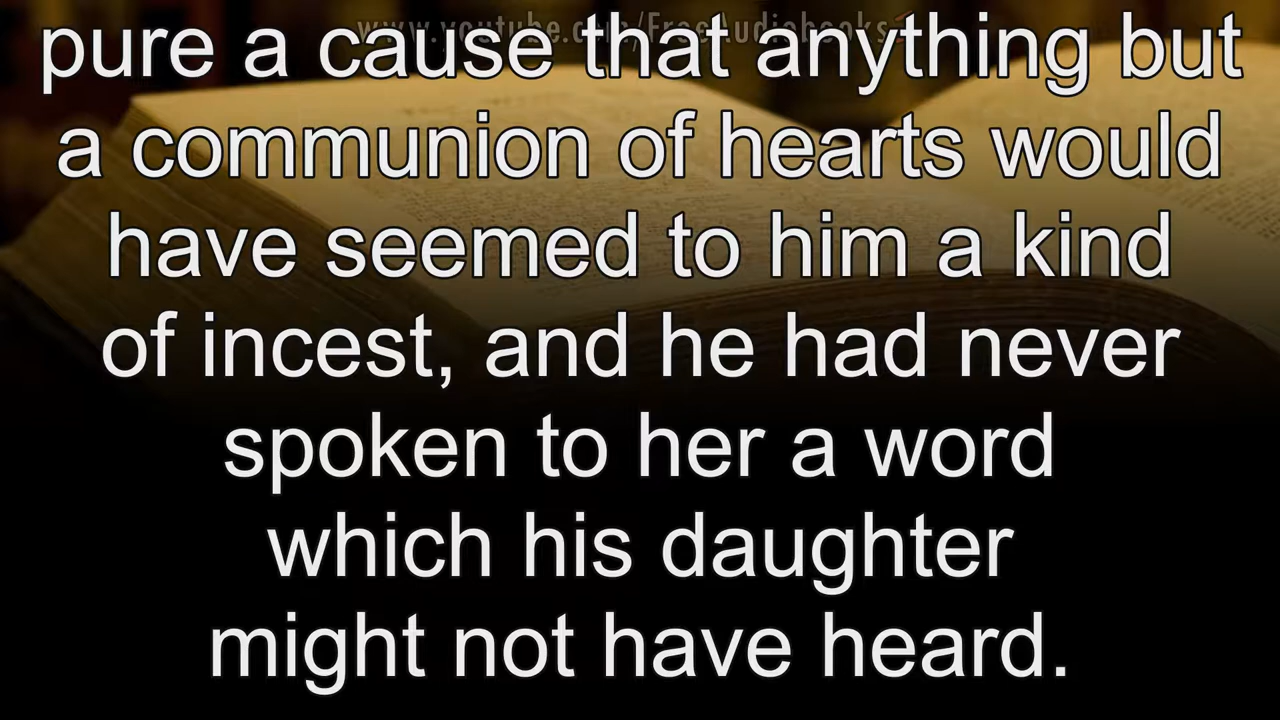 www.youtube.com/FreeAudiobooks
pure a cause that anything but
a communion of hearts would
have seemed to him a kind
of incest, and he had never
spoken to her a word
which his daughter
might not have heard.